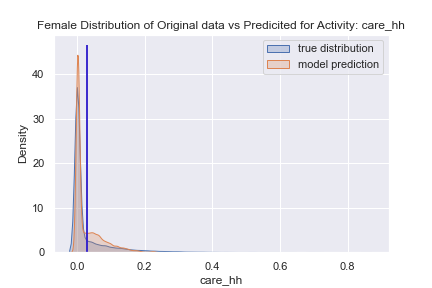 Female Distribution of Original data vs Predicited for Activity: care_hh
true distribution
model prediction
Density
40
30
20
10
0
0.0 0.2 0.4 0.6 0.8
care_hh